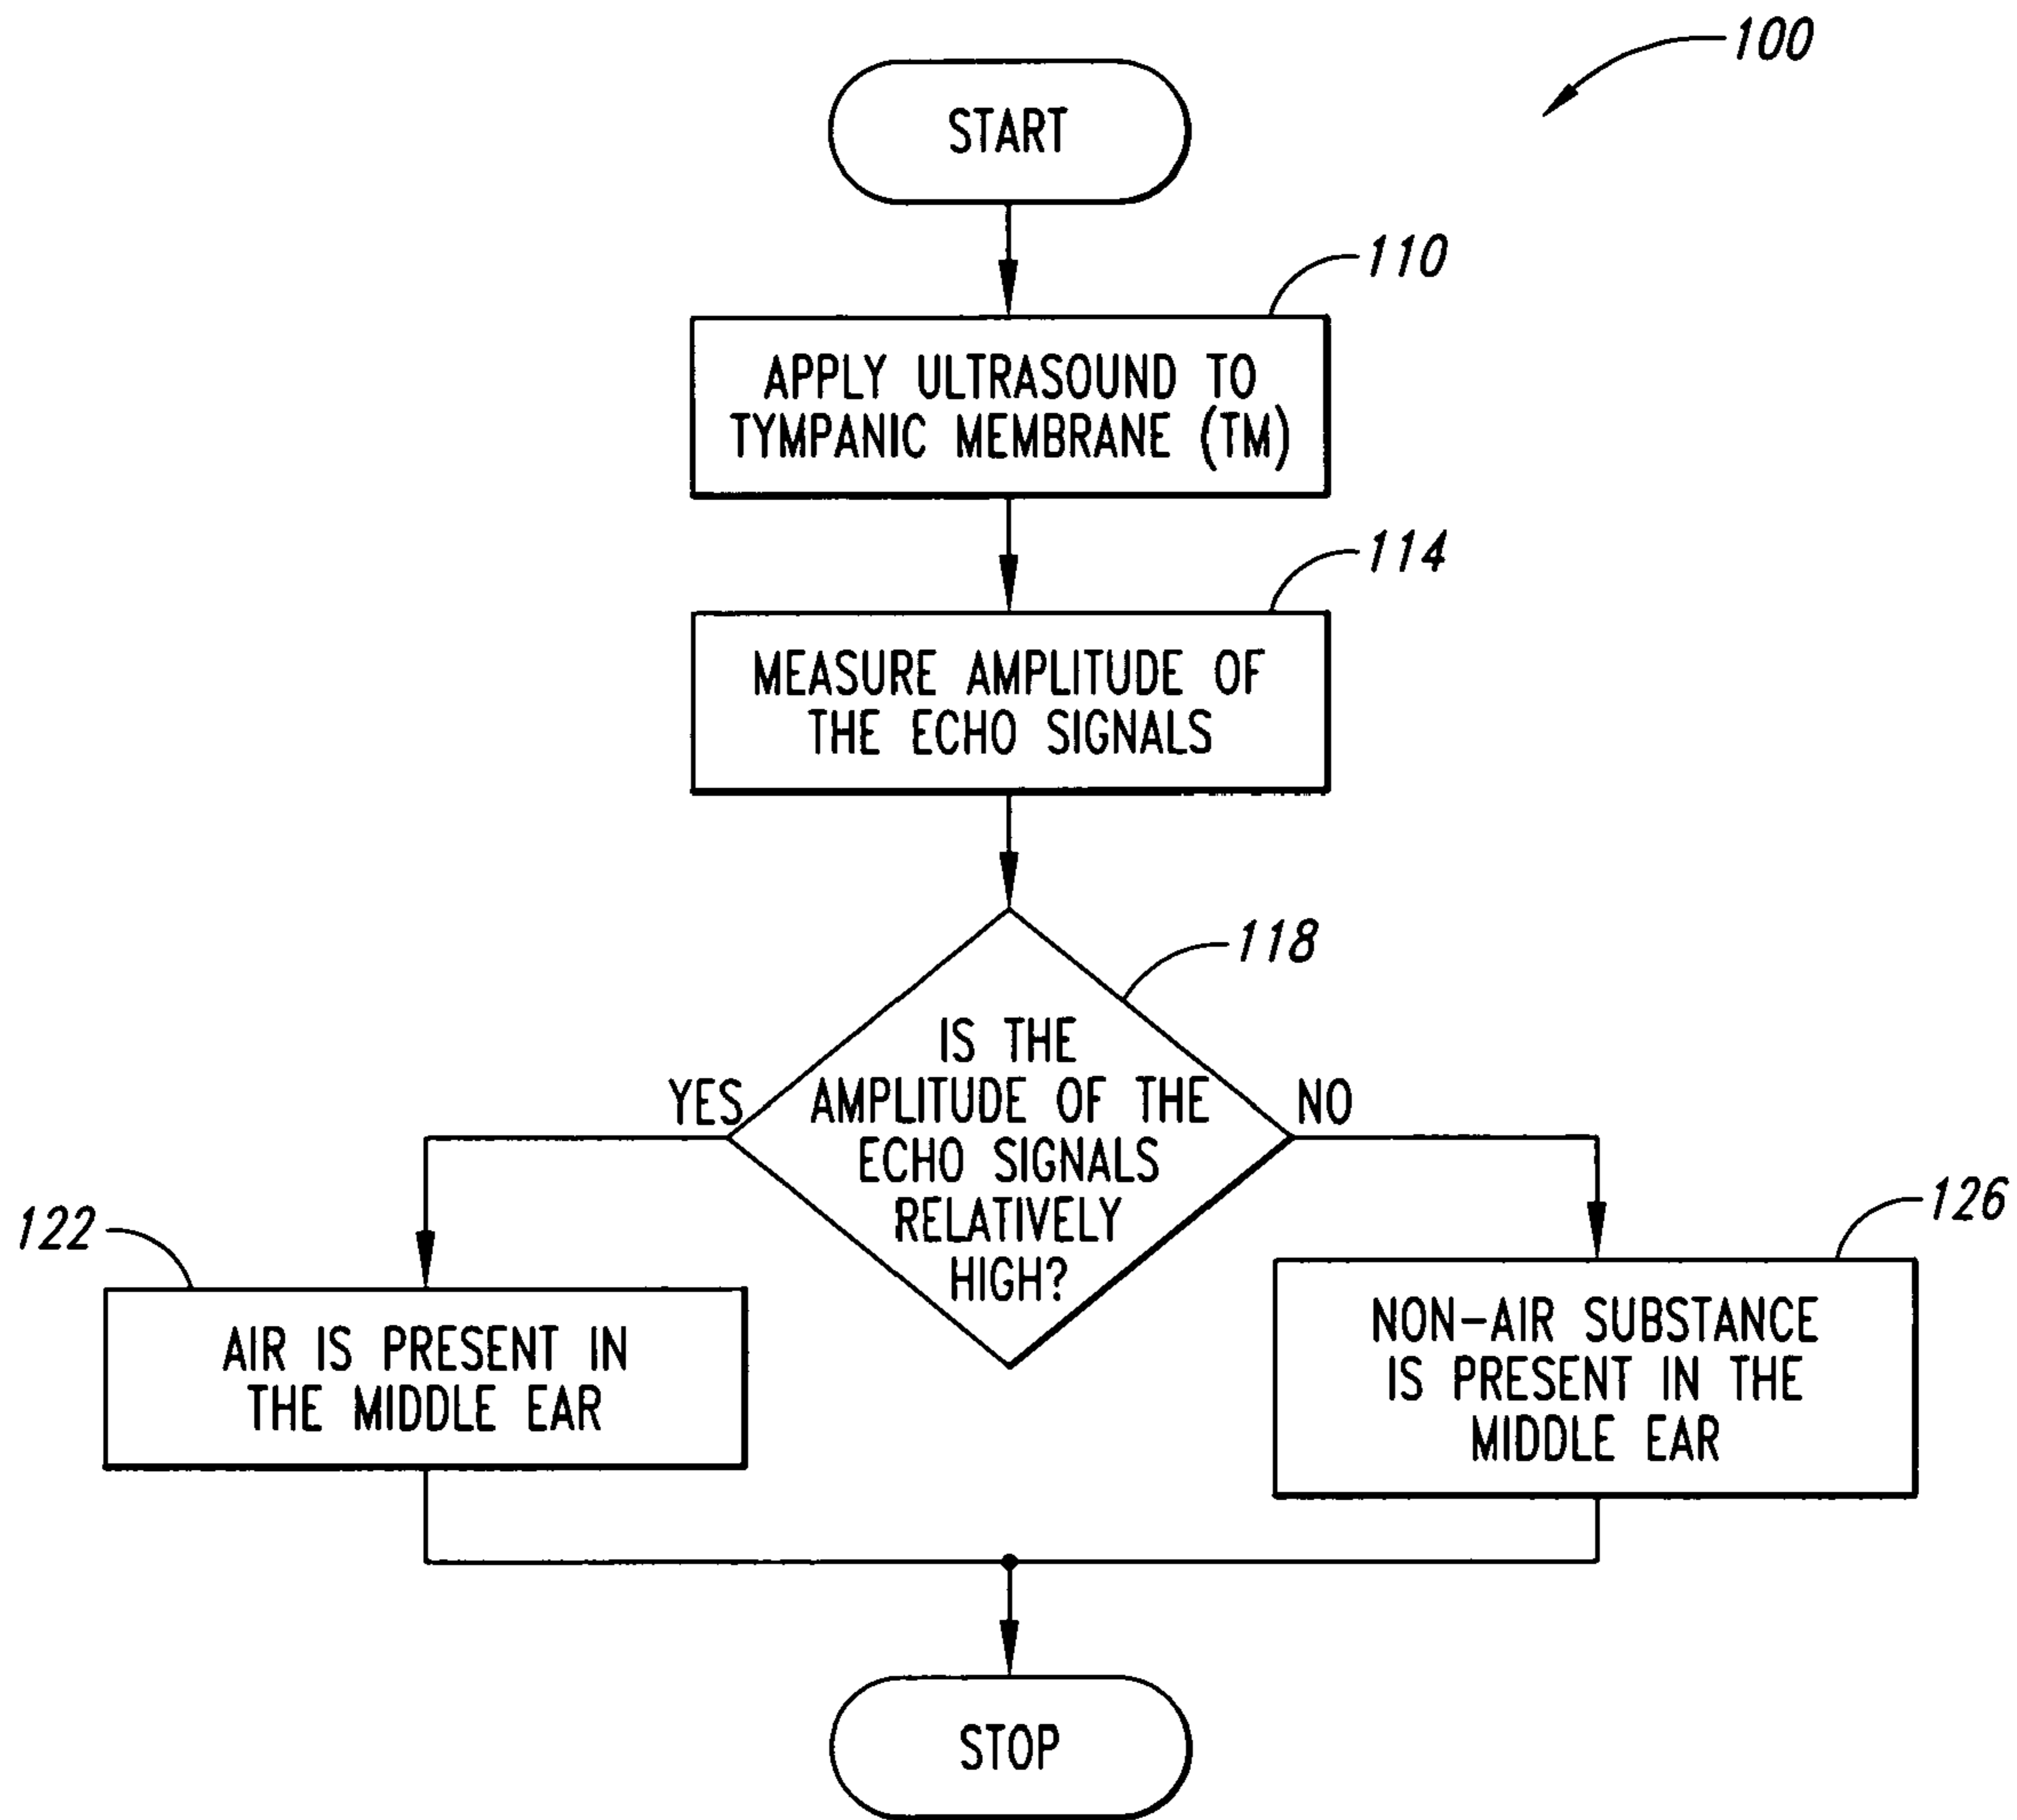 100
START
110
APPLY ULTRASOUND TO
TYMPANIC MEMBRANE (TM)
114
MEASURE AMPLITUDE OF
THE ECHO SIGNALS
118
IS THE
AMPLITUDE OF THE
ECHO SIGNALS
RELATIVELY
HIGH?
YES
NO
122
AIR IS PRESENT IN
THE MIDDLE EAR
126
NON-AIR SUBSTANCE
IS PRESENT IN THE
MIDDLE EAR
STOP